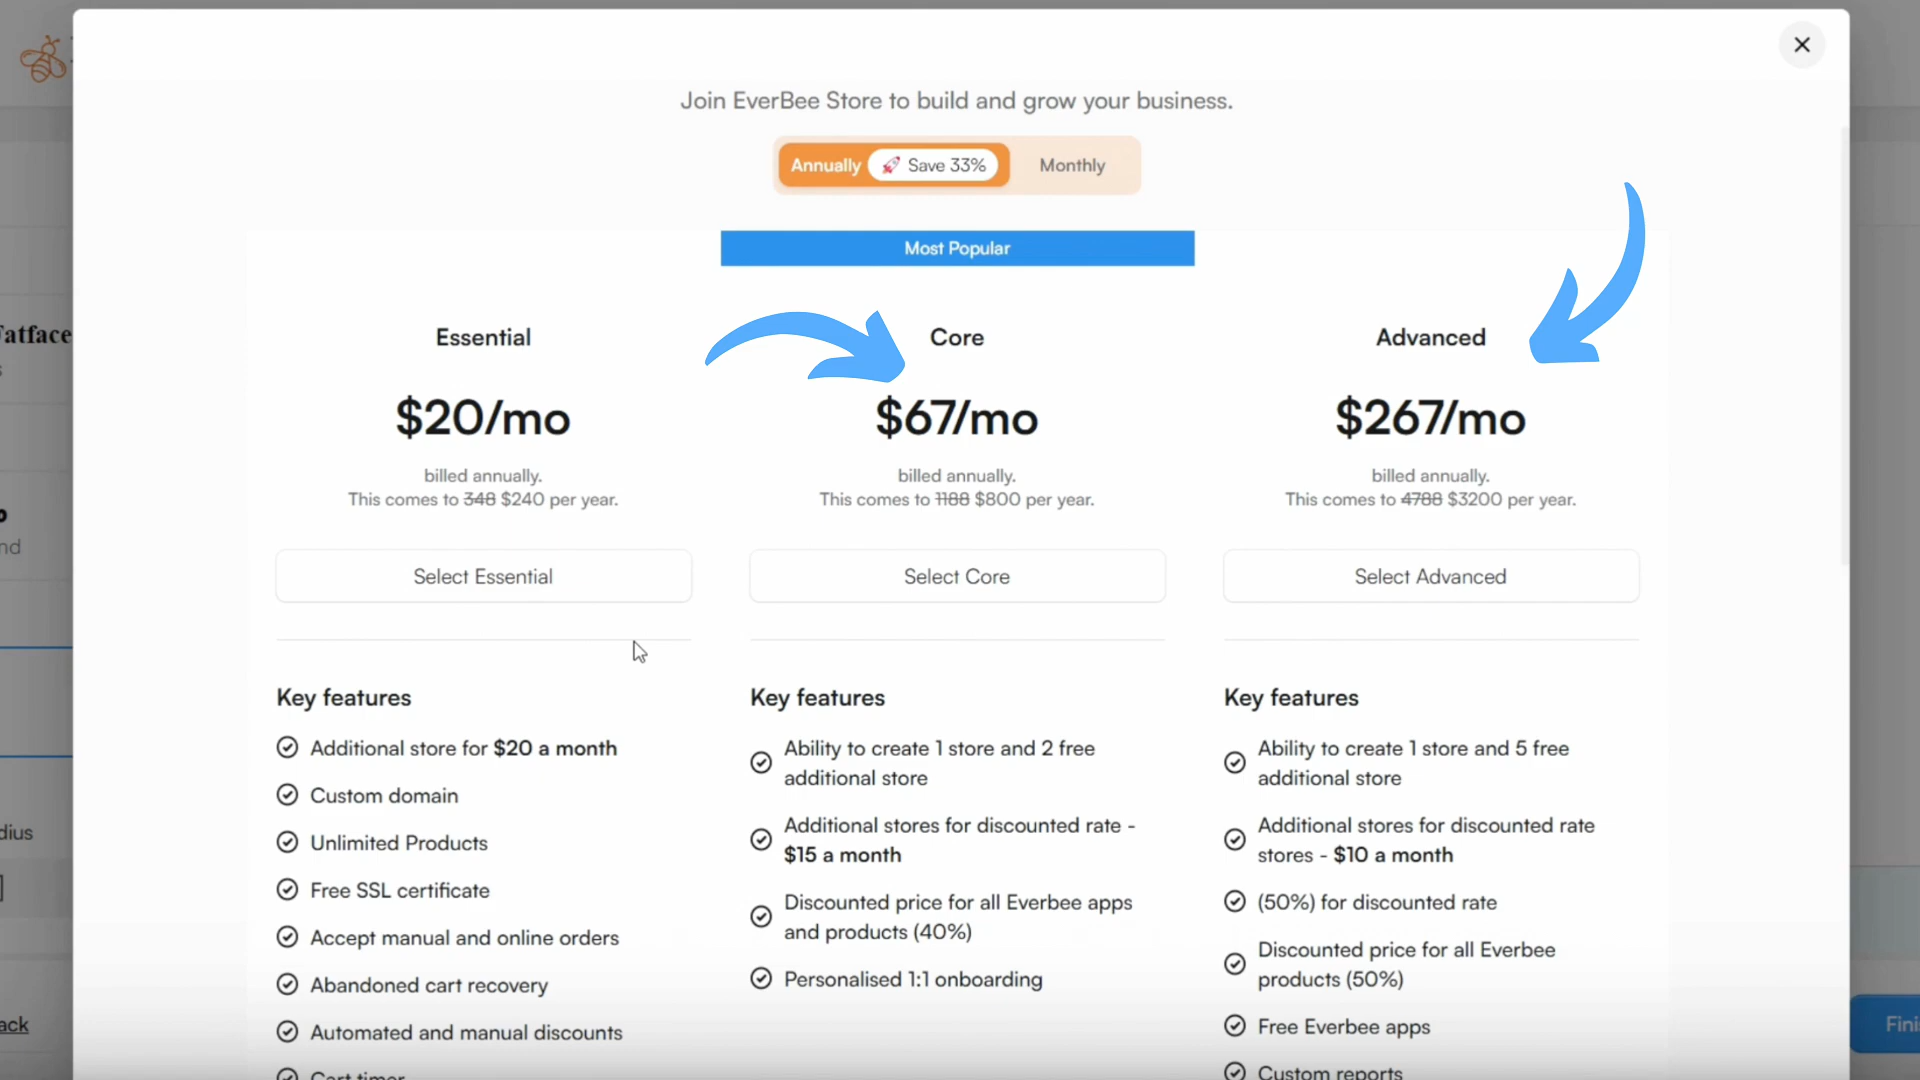 Join EverBee Store to build and grow your business.
Annually 🚀 Save 33% Monthly
Most Popular
Essential
$20/mo
billed annually.
This comes to 348 $240 per year.
Select Essential
Key features
Additional store for $20 a month
Custom domain
Unlimited Products
Free SSL certificate
Accept manual and online orders
Abandoned cart recovery
Automated and manual discounts
Cart timer
Core
$67/mo
billed annually.
This comes to 1188 $800 per year.
Select Core
Key features
Ability to create 1 store and 2 free
additional store
Additional stores for discounted rate -
$15 a month
Discounted price for all Everbee apps
and products (40%)
Personalised 1:1 onboarding
Advanced
$267/mo
billed annually.
This comes to 4788 $3200 per year.
Select Advanced
Key features
Ability to create 1 store and 5 free
additional store
Additional stores for discounted rate
stores - $10 a month
(50%) for discounted rate
Discounted price for all Everbee
products (50%)
Free Everbee apps
Custom reports
Fatface
nd
dius
ack
Fini